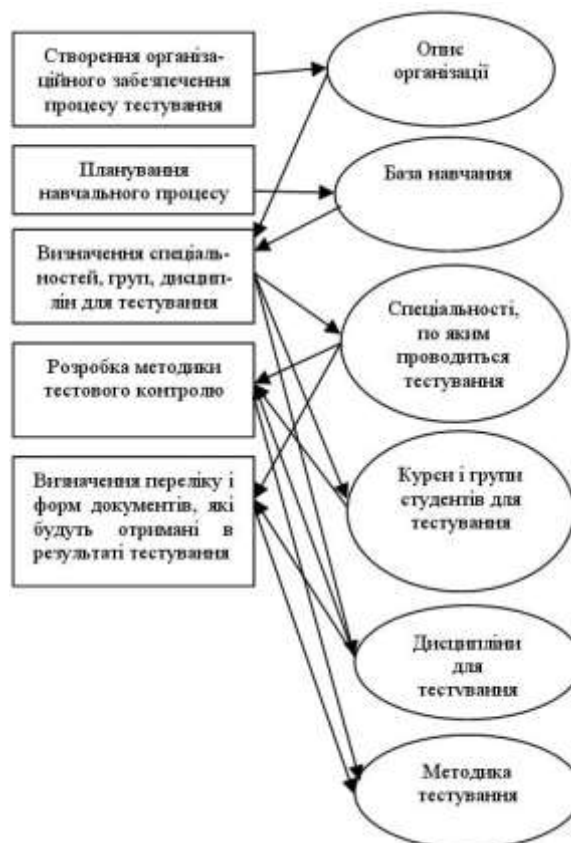 Створення організа-
ційного забезпечення
процесу тестування
Опис
організації
Планування
навчального процесу
База навчання
Визначення спеціаль-
ностей, груп, дисцип-
лін для тестування
Спеціальності,
по яким
проводиться
тестування
Розробка методики
тестового контролю
Визначення переліку і
форм документів, які
будуть отримані в
результаті тестування
Курси і групи
студентів для
тестування
Дисципліни
для
тестування
Методика
тестування